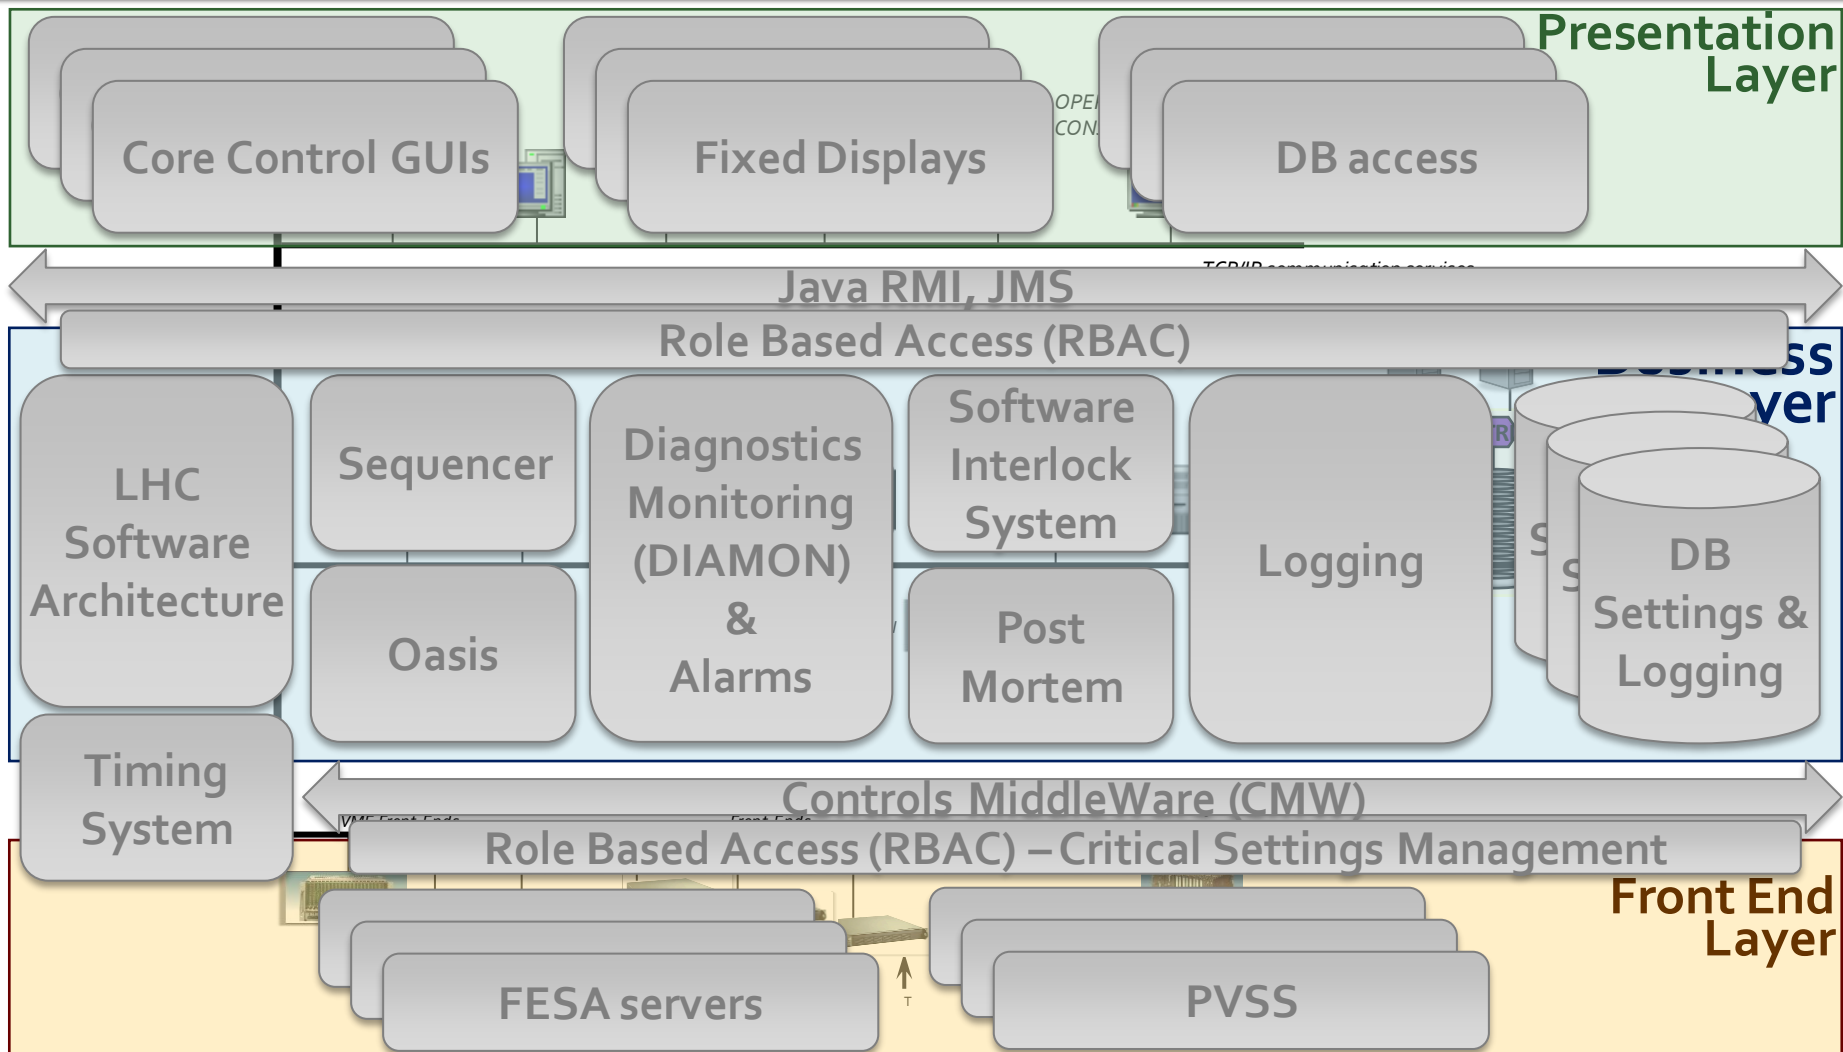 Presentation
Layer
Core Control GUIs
Fixed Displays
DB access
Java RMI, JMS
Role Based Access (RBAC)
LHC
Software
Architecture
Sequencer
Oasis
Diagnostics
Monitoring
(DIAMON)
&
Alarms
Software
Interlock
System
Post
Mortem
Logging
DB
Settings &
Logging
Timing
System
Controls MiddleWare (CMW)
Role Based Access (RBAC) – Critical Settings Management
Front End
Layer
FESA servers
T
PVSS